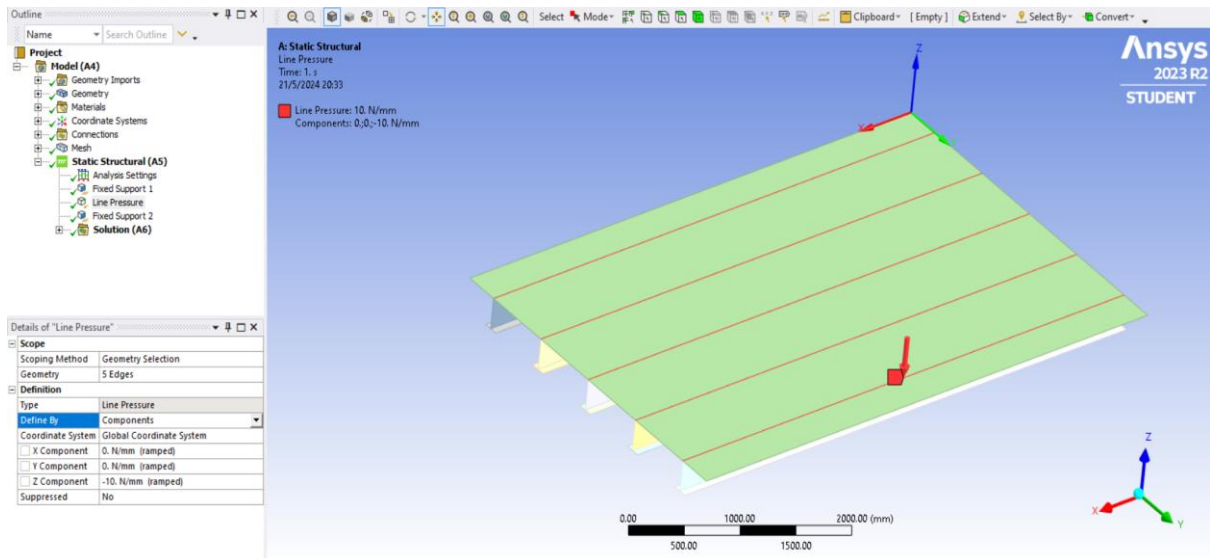 Outline
Name
Search Outline
Project
Model (A4)
Geometry Imports
Geometry
Materials
Coordinate Systems
Connections
Mesh
Static Structural (A5)
Analysis Settings
Fixed Support 1
Line Pressure
Fixed Support 2
Solution (A6)
Details of "Line Pressure"
Scope
Scoping Method Geometry Selection
Geometry 5 Edges
Definition
Type Line Pressure
Define By Components
Coordinate System Global Coordinate System
X Component 0. N/mm (ramped)
Y Component 0. N/mm (ramped)
Z Component -10. N/mm (ramped)
Suppressed No
Select Mode Clipboard [ Empty ] Extend Select By Convert
A: Static Structural
Line Pressure
Time: 1. s
21/5/2024 20:33
Line Pressure: 10. N/mm
Components: 0.;0.;-10. N/mm
Ansys
2023 R2
STUDENT
Z
X
Y
0.00 1000.00 2000.00 (mm)
500.00 1500.00
Z
X
Y